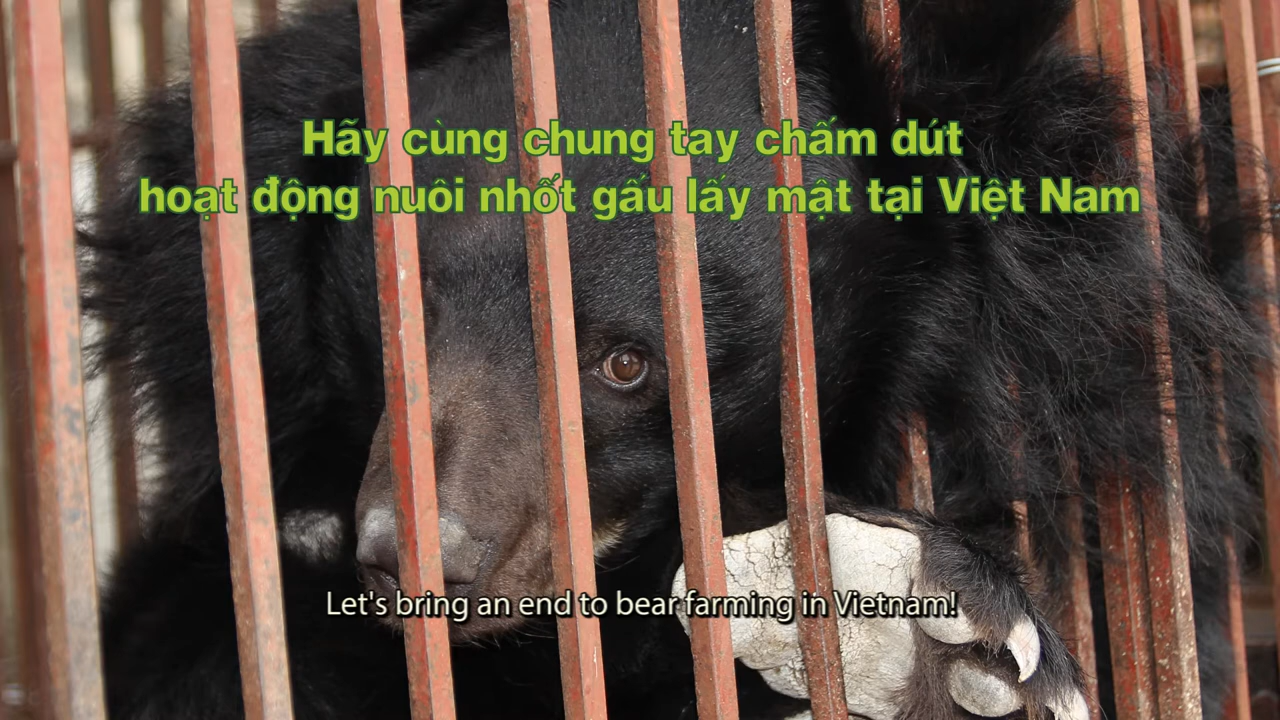 Hãy cùng chung tay chấm dứt
hoạt động nuôi nhốt gấu lấy mật tại Việt Nam
Let's bring an end to bear farming in Vietnam!